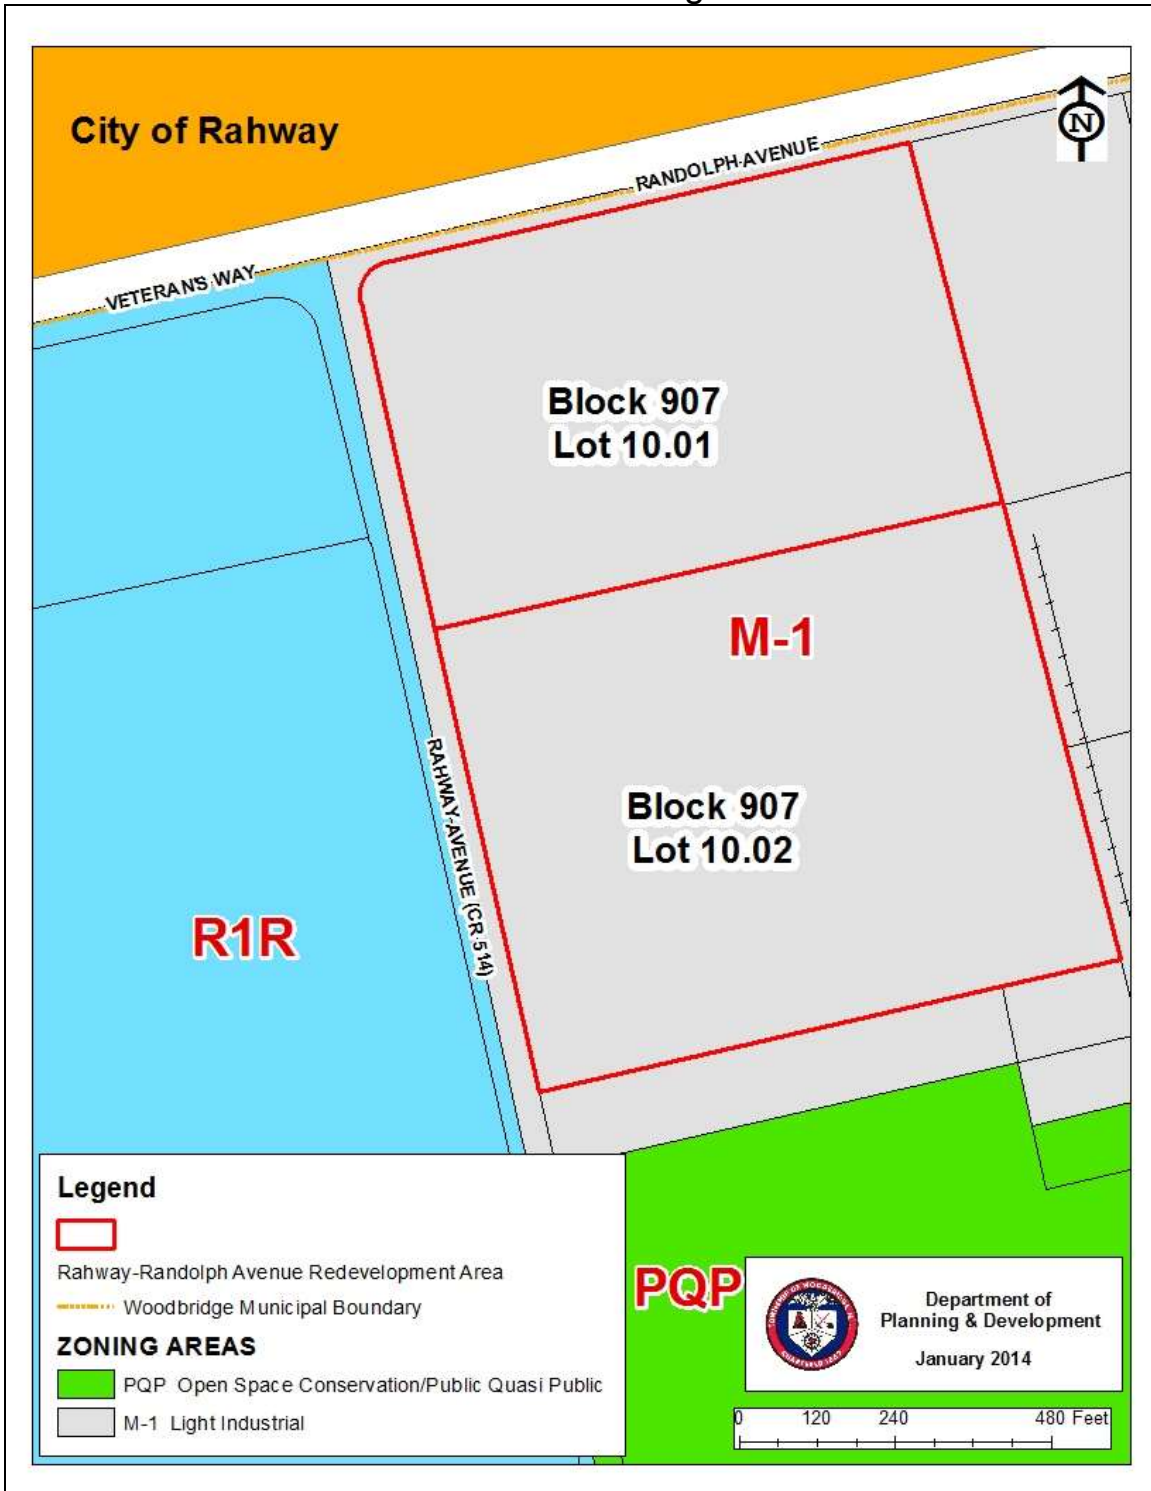 City of Rahway
N
RANDOLPH AVENUE
VETERAN'S WAY
Block 907
Lot 10.01
M-1
RAHWAY AVENUE (CR 514)
Block 907
Lot 10.02
R1R
Legend
Rahway-Randolph Avenue Redevelopment Area
Woodbridge Municipal Boundary
ZONING AREAS
PQP Open Space Conservation/Public Quasi Public
M-1 Light Industrial
PQP
Department of
Planning & Development
January 2014
0 120 240 480 Feet